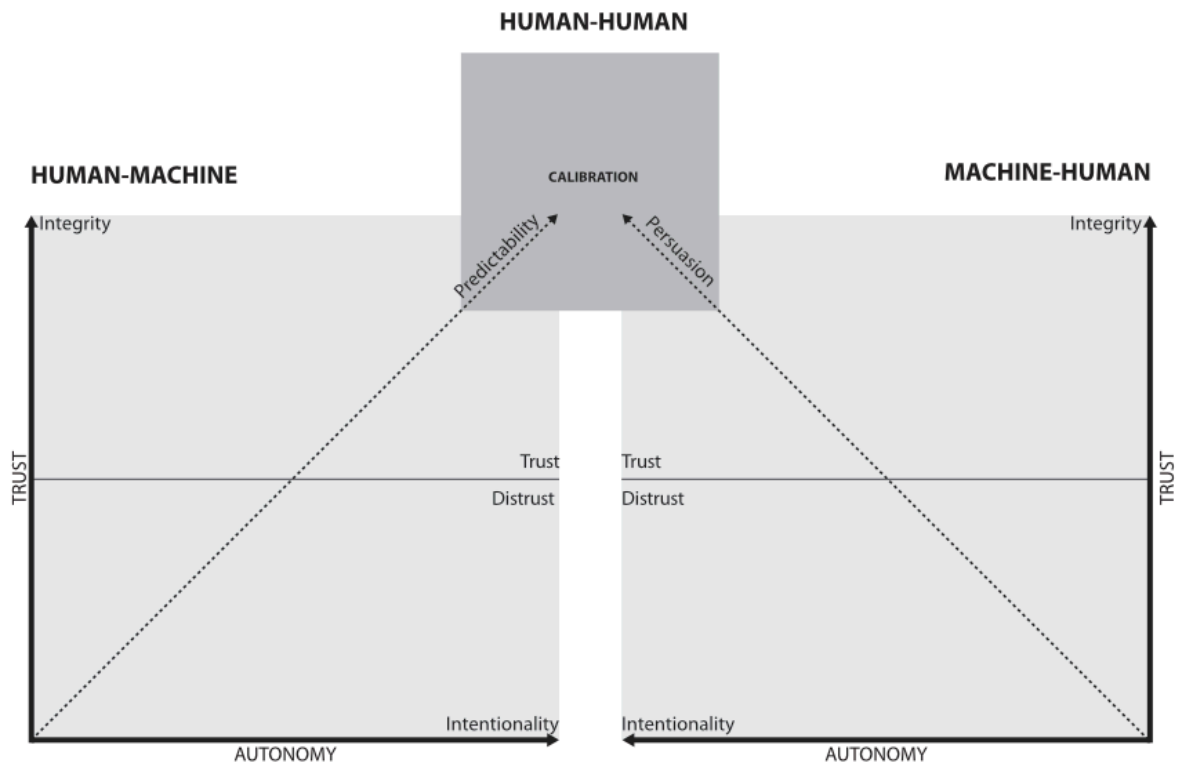 HUMAN-HUMAN
HUMAN-MACHINE
MACHINE-HUMAN
CALIBRATION
Integrity
Predictability
Persuasion
Integrity
TRUST
Trust
Distrust
Trust
Distrust
TRUST
Intentionality
Intentionality
AUTONOMY
AUTONOMY